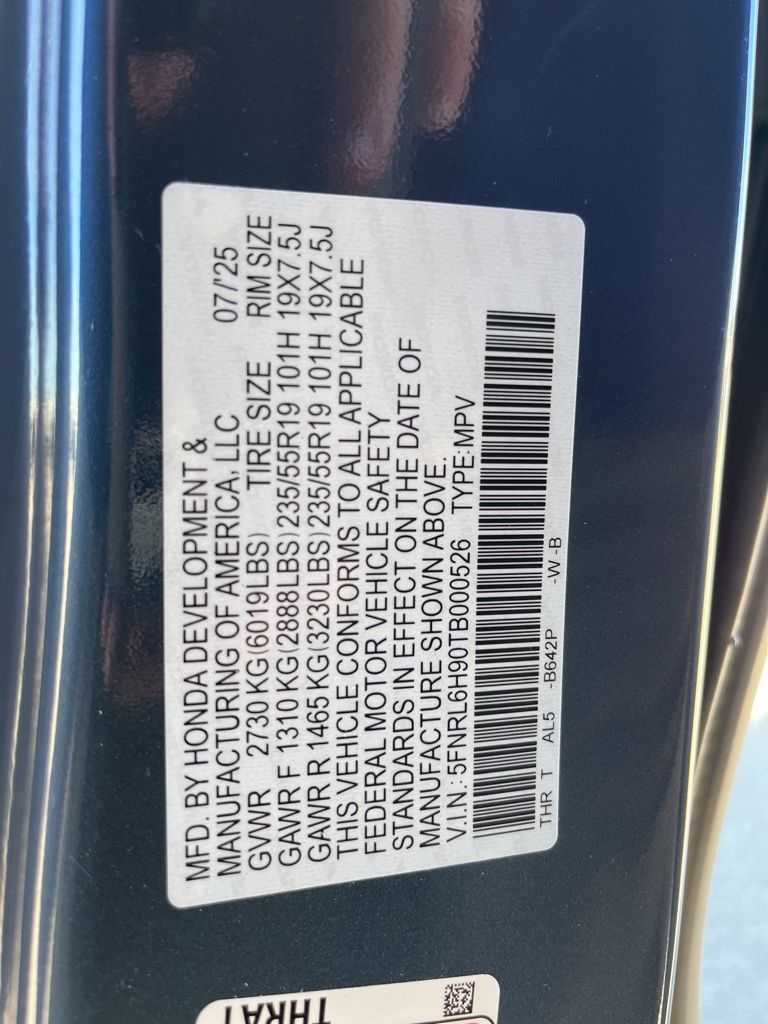 MFD. BY HONDA DEVELOPMENT &
MANUFACTURING OF AMERICA, LLC 07/'25
GVWR 2730 KG(6019LBS) TIRE SIZE RIM SIZE
GAWR F 1310 KG(2888LBS)235/55R19 101H 19X7.5J
GAWR R 1465 KG(3230LBS)235/55R19 101H 19X7.5J
THIS VEHICLE CONFORMS TO ALL APPLICABLE
FEDERAL MOTOR VEHICLE SAFETY
STANDARDS IN EFFECT ON THE DATE OF
MANUFACTURE SHOWN ABOVE.
V.I.N.: 5FNRL6H90TB000526 TYPE:MPV
THR T AL5 -B642P -W -B